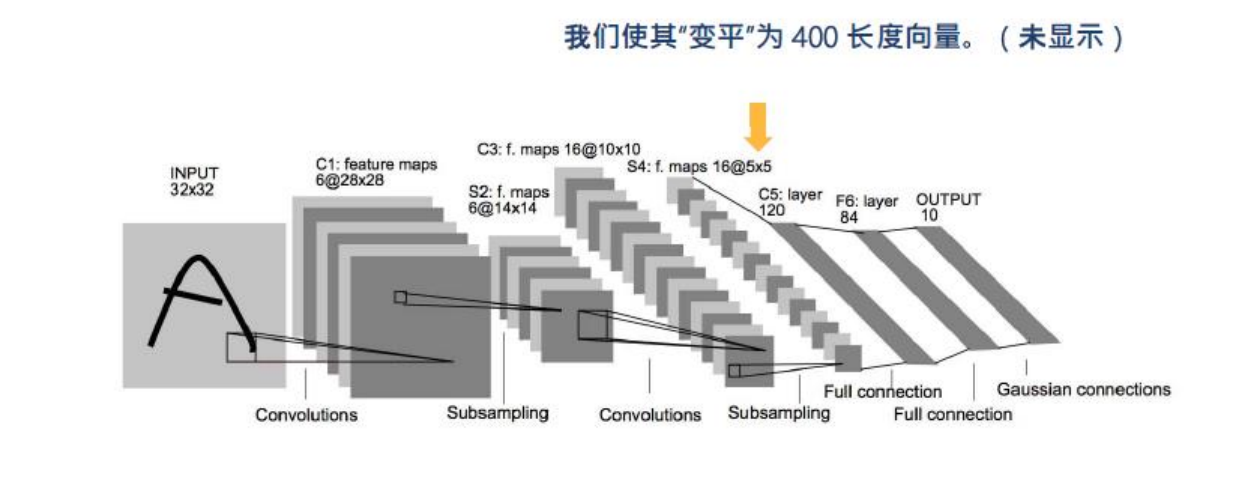 我们使其"变平"为 400 长度向量。（未显示）
INPUT
32x32
C1: feature maps
6@28x28
S2: f. maps
6@14x14
C3: f. maps 16@10x10
S4: f. maps 16@5x5
C5: layer
120
F6: layer
84
OUTPUT
10
Convolutions
Subsampling
Convolutions
Subsampling
Full connection
Full connection
Gaussian connections